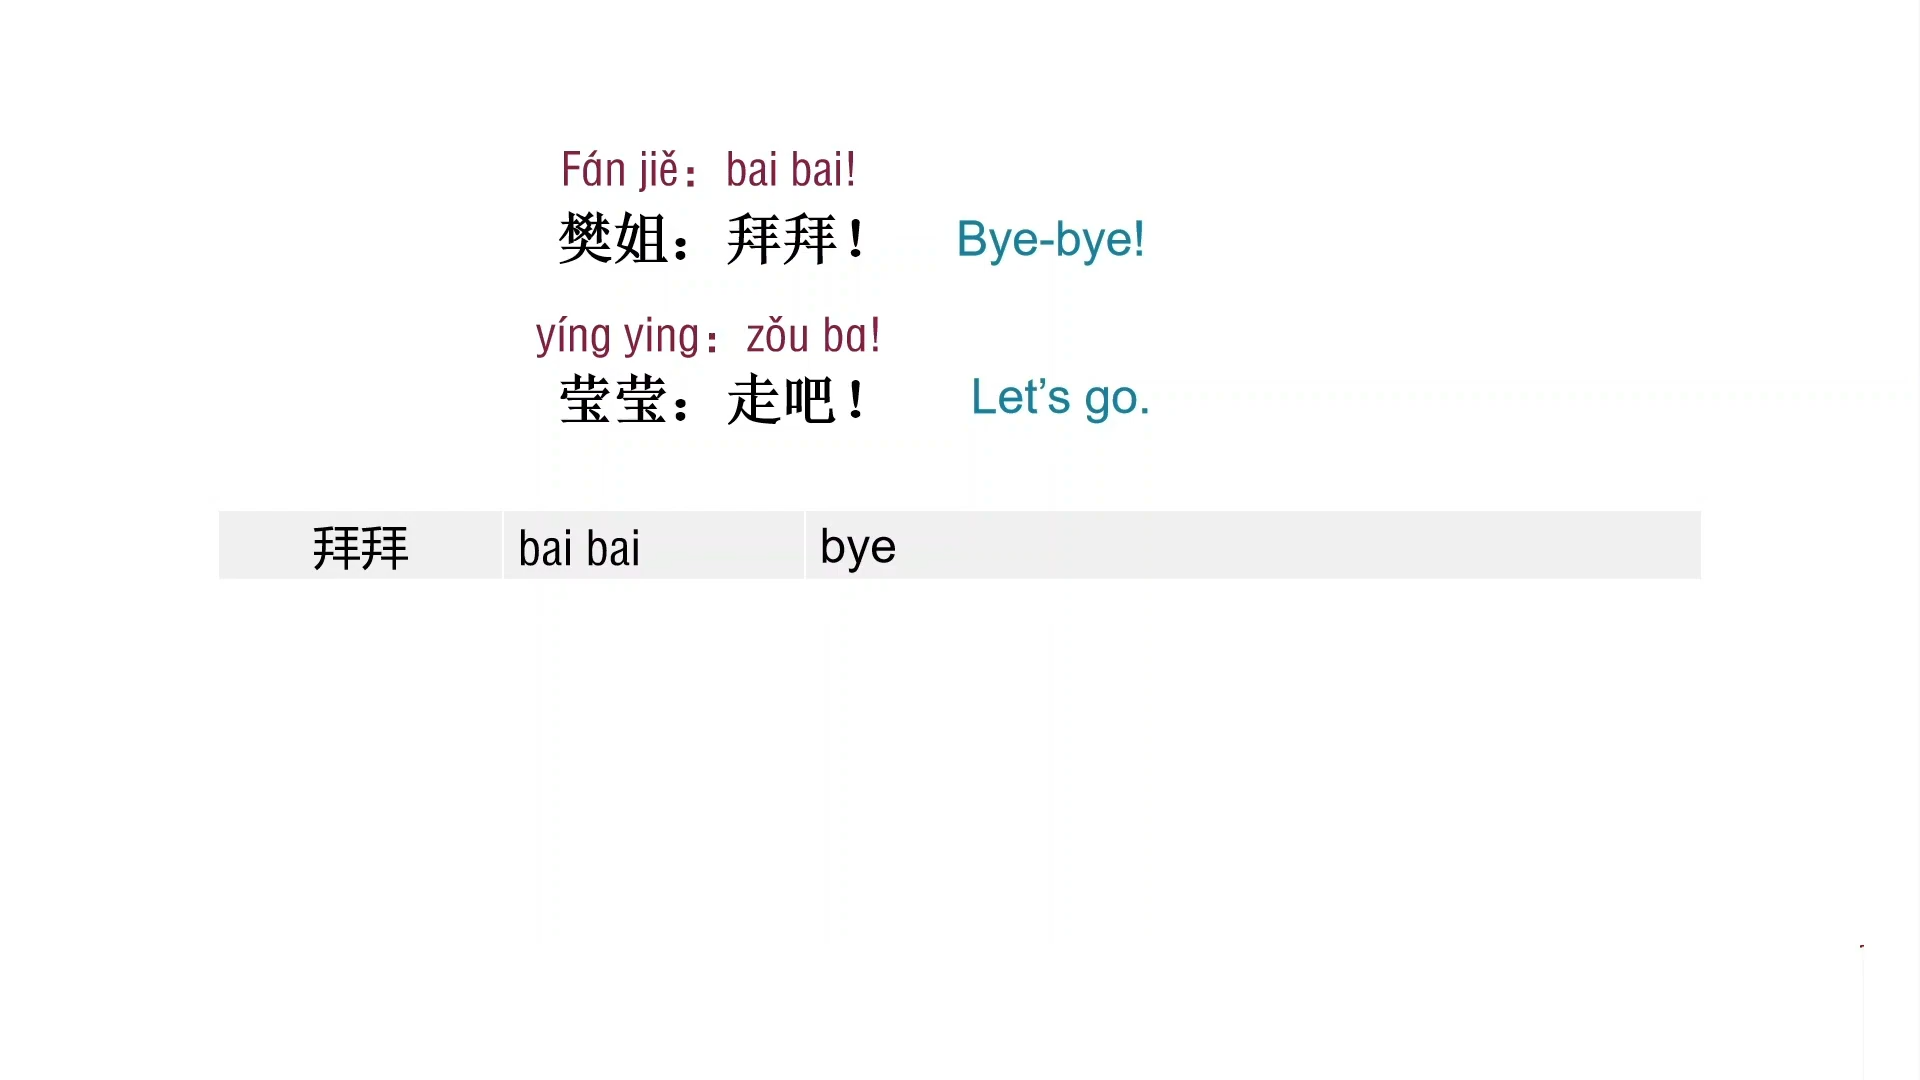 Fán jiě：bai bai!
樊姐：拜拜！ Bye-bye!
yíng ying：zǒu ba!
莹莹：走吧！ Let’s go.
拜拜 bai bai bye